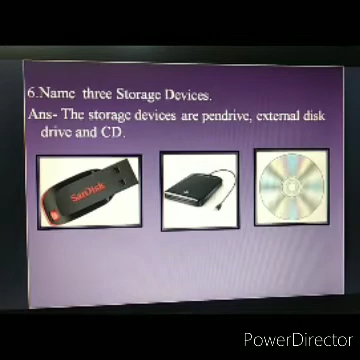 6.Name three Storage Devices.
Ans- The storage devices are pendrive, external disk
drive and CD.
SanDisk
PowerDirector